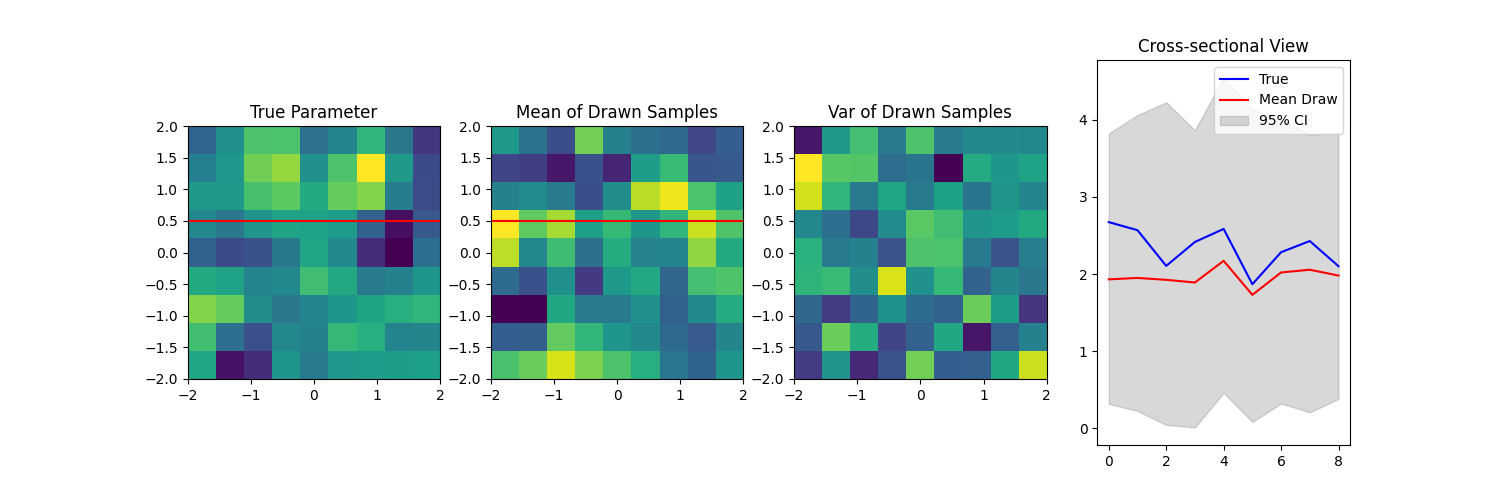 True Parameter
2.0
1.5
1.0
0.5
0.0
−0.5
−1.0
−1.5
−2.0
−2 −1 0 1 2
Mean of Drawn Samples
2.0
1.5
1.0
0.5
0.0
−0.5
−1.0
−1.5
−2.0
−2 −1 0 1 2
Var of Drawn Samples
2.0
1.5
1.0
0.5
0.0
−0.5
−1.0
−1.5
−2.0
−2 −1 0 1 2
Cross-sectional View
True
Mean Draw
95% CI
4
3
2
1
0
0 2 4 6 8